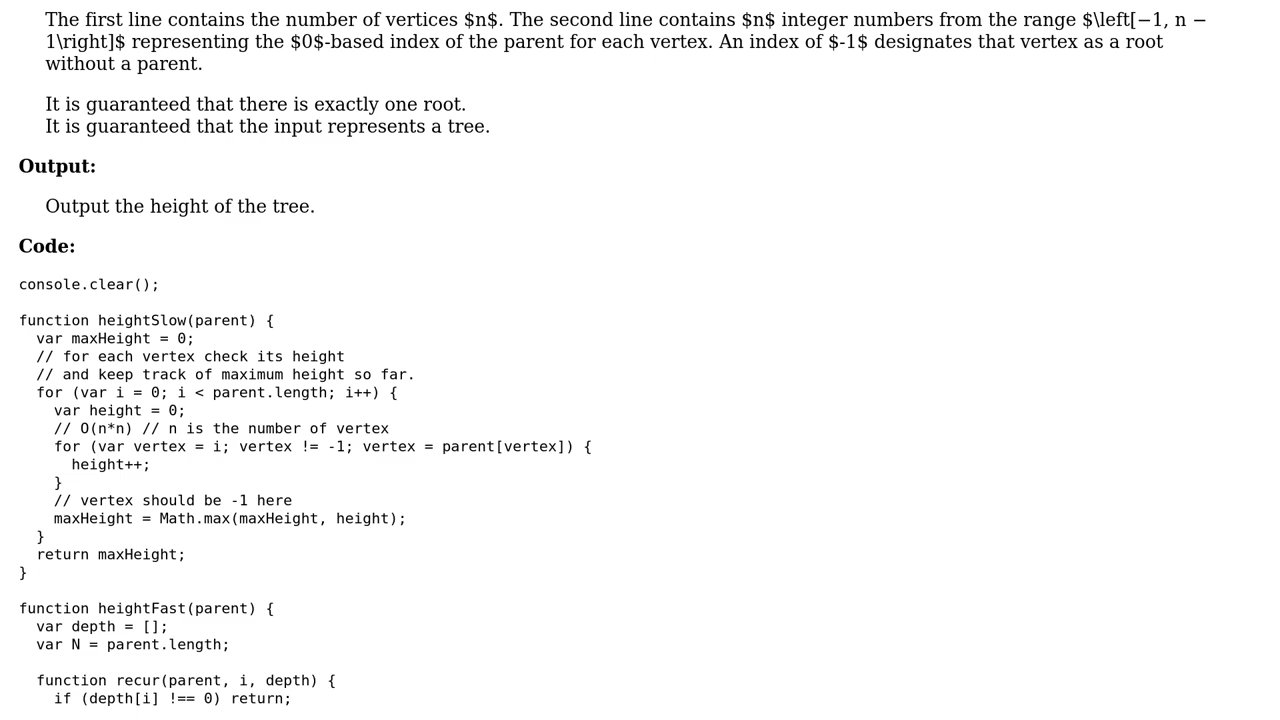 The first line contains the number of vertices $n$. The second line contains $n$ integer numbers from the range $\left[−1, n −
1\right]$ representing the $0$-based index of the parent for each vertex. An index of $-1$ designates that vertex as a root
without a parent.
It is guaranteed that there is exactly one root.
It is guaranteed that the input represents a tree.
Output:
Output the height of the tree.
Code:
console.clear();
function heightSlow(parent) {
  var maxHeight = 0;
  // for each vertex check its height
  // and keep track of maximum height so far.
  for (var i = 0; i < parent.length; i++) {
    var height = 0;
    // O(n*n) // n is the number of vertex
    for (var vertex = i; vertex != -1; vertex = parent[vertex]) {
      height++;
    }
    // vertex should be -1 here
    maxHeight = Math.max(maxHeight, height);
  }
  return maxHeight;
}
function heightFast(parent) {
  var depth = [];
  var N = parent.length;
  function recur(parent, i, depth) {
    if (depth[i] !== 0) return;